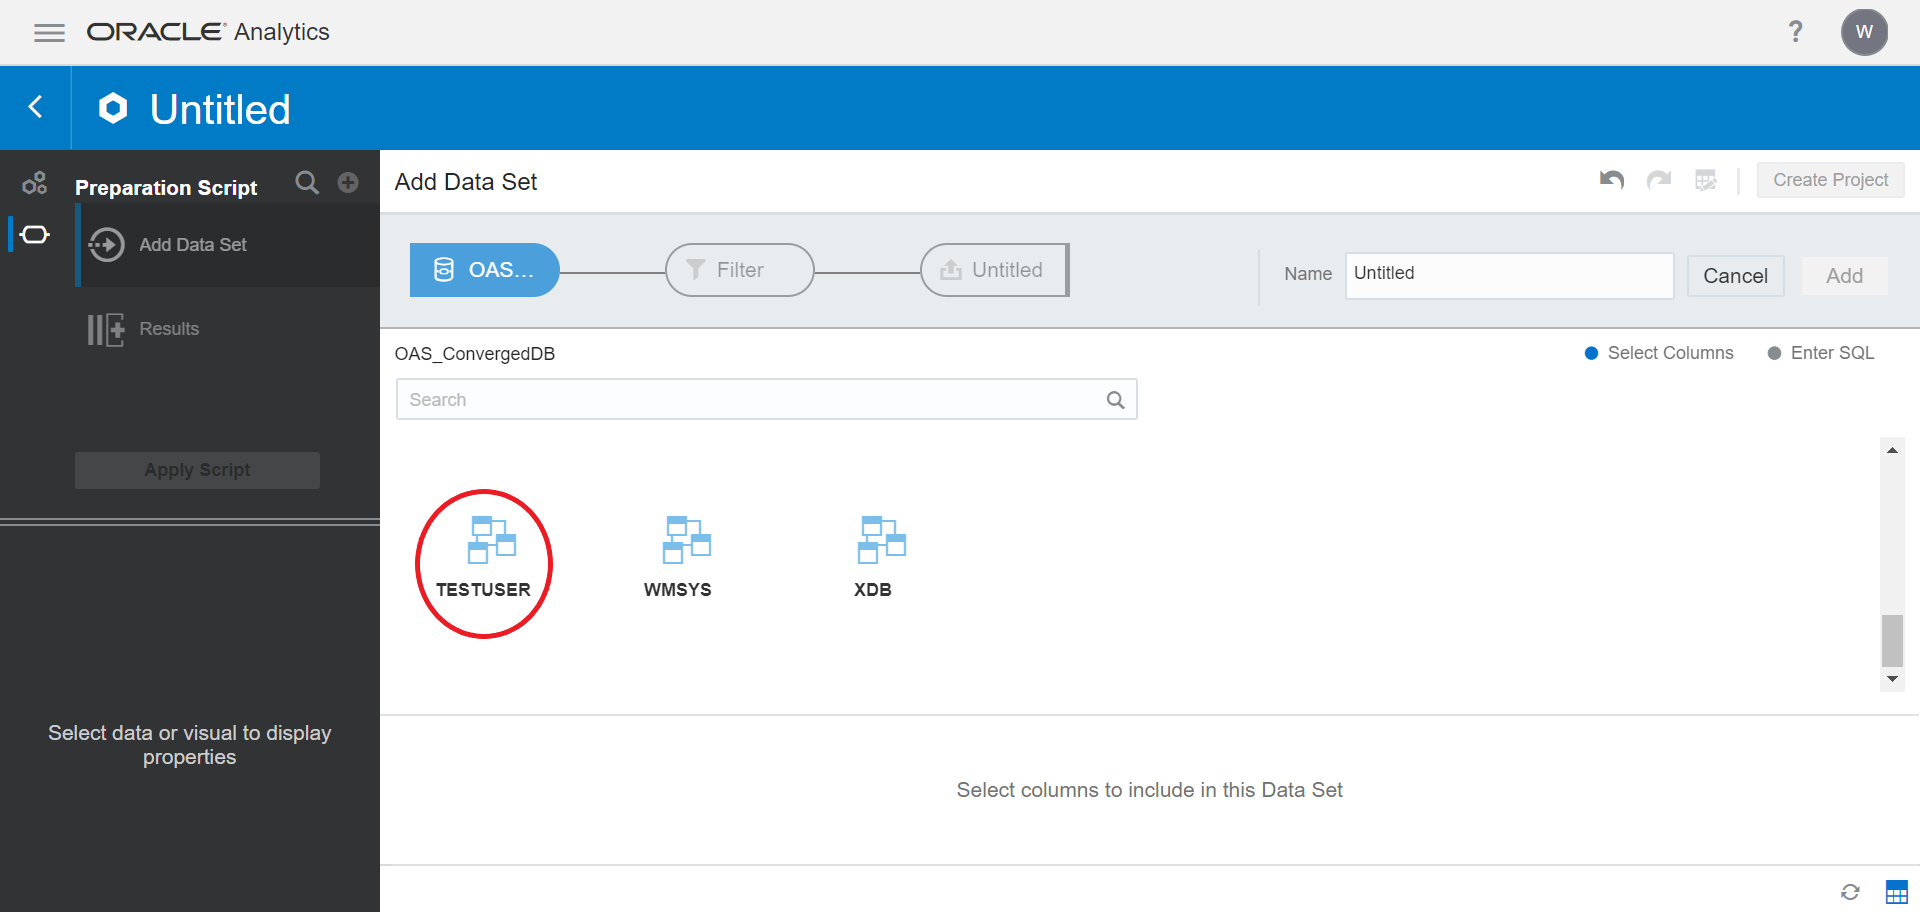 ORACLE Analytics
?
W
Untitled
Preparation Script
Add Data Set
Results
Apply Script
Select data or visual to display
properties
Add Data Set
Create Project
OAS...
Filter
Untitled
Name
Untitled
Cancel
Add
OAS_ConvergedDB
Select Columns
Enter SQL
Search
TESTUSER
WMSYS
XDB
Select columns to include in this Data Set